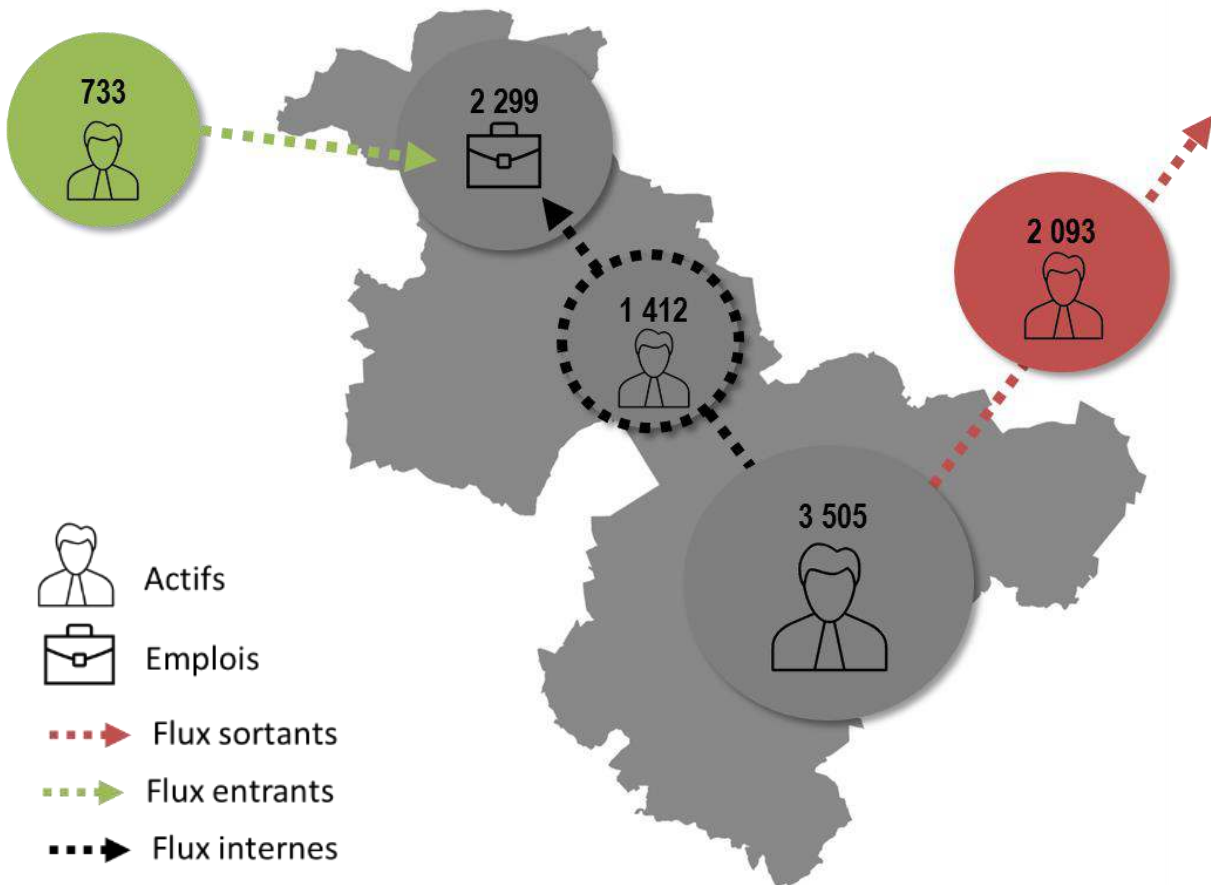 733
2 299
2 093
1 412
3 505
Actifs
Emplois
Flux sortants
Flux entrants
Flux internes